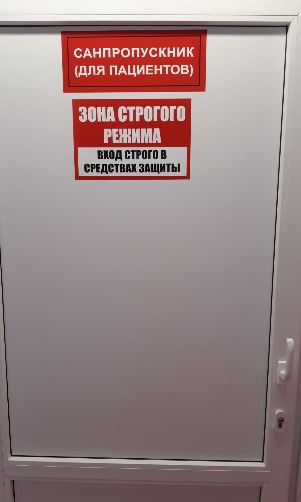 САНПРОПУСКНИК
(ДЛЯ ПАЦИЕНТОВ)
ЗОНА СТРОГОГО
РЕЖИМА
ВХОД СТРОГО В
СРЕДСТВАХ ЗАЩИТЫ